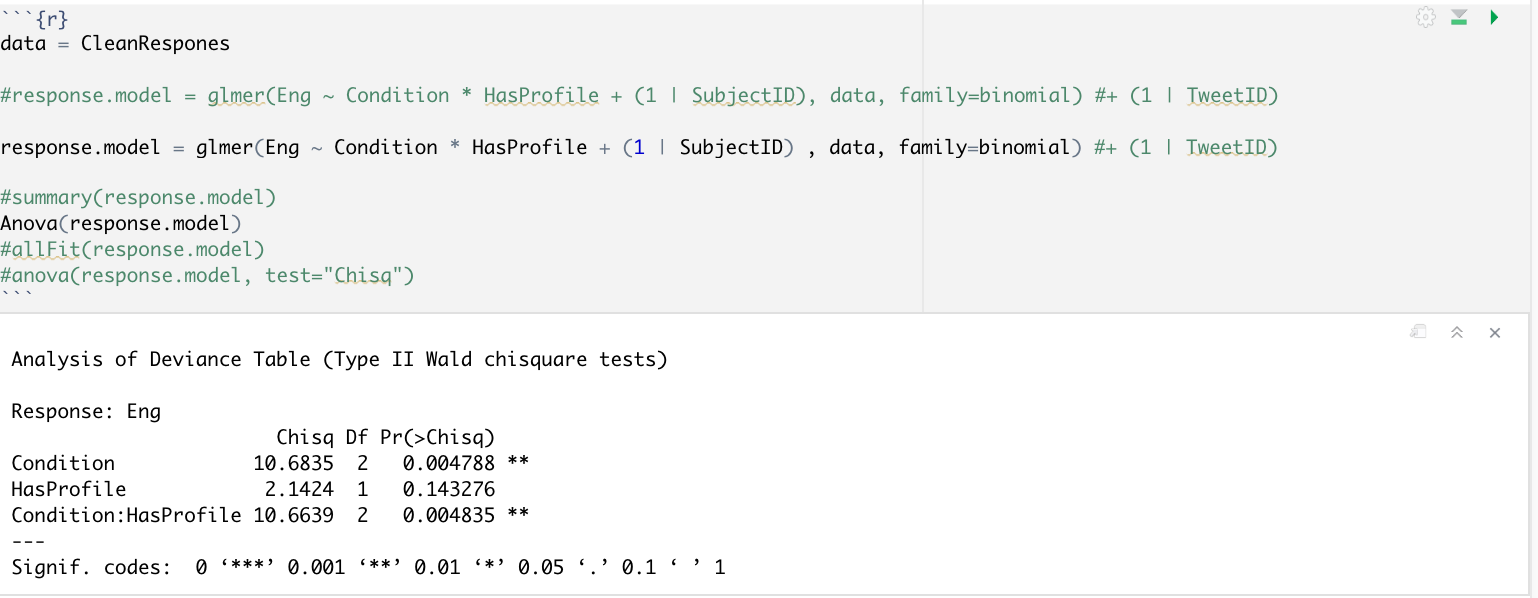 ```{r}
data = CleanRespones
#response.model = glmer(Eng ~ Condition * HasProfile + (1 | SubjectID), data, family=binomial) #+ (1 | TweetID)
response.model = glmer(Eng ~ Condition * HasProfile + (1 | SubjectID) , data, family=binomial) #+ (1 | TweetID)
#summary(response.model)
Anova(response.model)
#allFit(response.model)
#anova(response.model, test="Chisq")
```
Analysis of Deviance Table (Type II Wald chisquare tests)
Response: Eng
Chisq Df Pr(>Chisq)
Condition 10.6835 2 0.004788 **
HasProfile 2.1424 1 0.143276
Condition:HasProfile 10.6639 2 0.004835 **
---
Signif. codes: 0 ‘***’ 0.001 ‘**’ 0.01 ‘*’ 0.05 ‘.’ 0.1 ‘ ’ 1